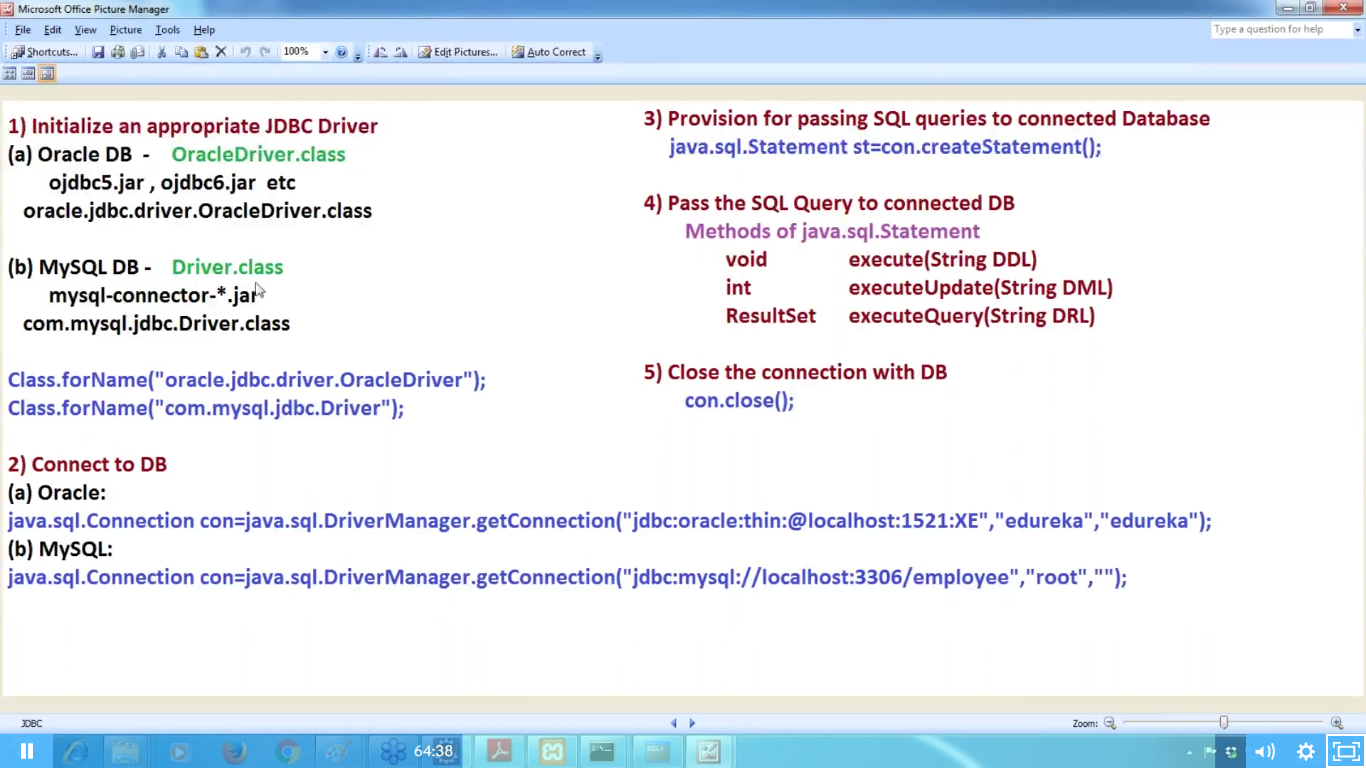 Microsoft Office Picture Manager
File Edit View Picture Tools Help
Type a question for help
Shortcuts...
100%
Edit Pictures...
Auto Correct
1) Initialize an appropriate JDBC Driver
(a) Oracle DB - OracleDriver.class
ojdbc5.jar , ojdbc6.jar etc
oracle.jdbc.driver.OracleDriver.class
(b) MySQL DB - Driver.class
mysql-connector-*.jar
com.mysql.jdbc.Driver.class
Class.forName("oracle.jdbc.driver.OracleDriver");
Class.forName("com.mysql.jdbc.Driver");
2) Connect to DB
(a) Oracle:
java.sql.Connection con=java.sql.DriverManager.getConnection("jdbc:oracle:thin:@localhost:1521:XE","edureka","edureka");
(b) MySQL:
java.sql.Connection con=java.sql.DriverManager.getConnection("jdbc:mysql://localhost:3306/employee","root","");
3) Provision for passing SQL queries to connected Database
java.sql.Statement st=con.createStatement();
4) Pass the SQL Query to connected DB
Methods of java.sql.Statement
void execute(String DDL)
int executeUpdate(String DML)
ResultSet executeQuery(String DRL)
5) Close the connection with DB
con.close();
JDBC
Zoom:
64:38